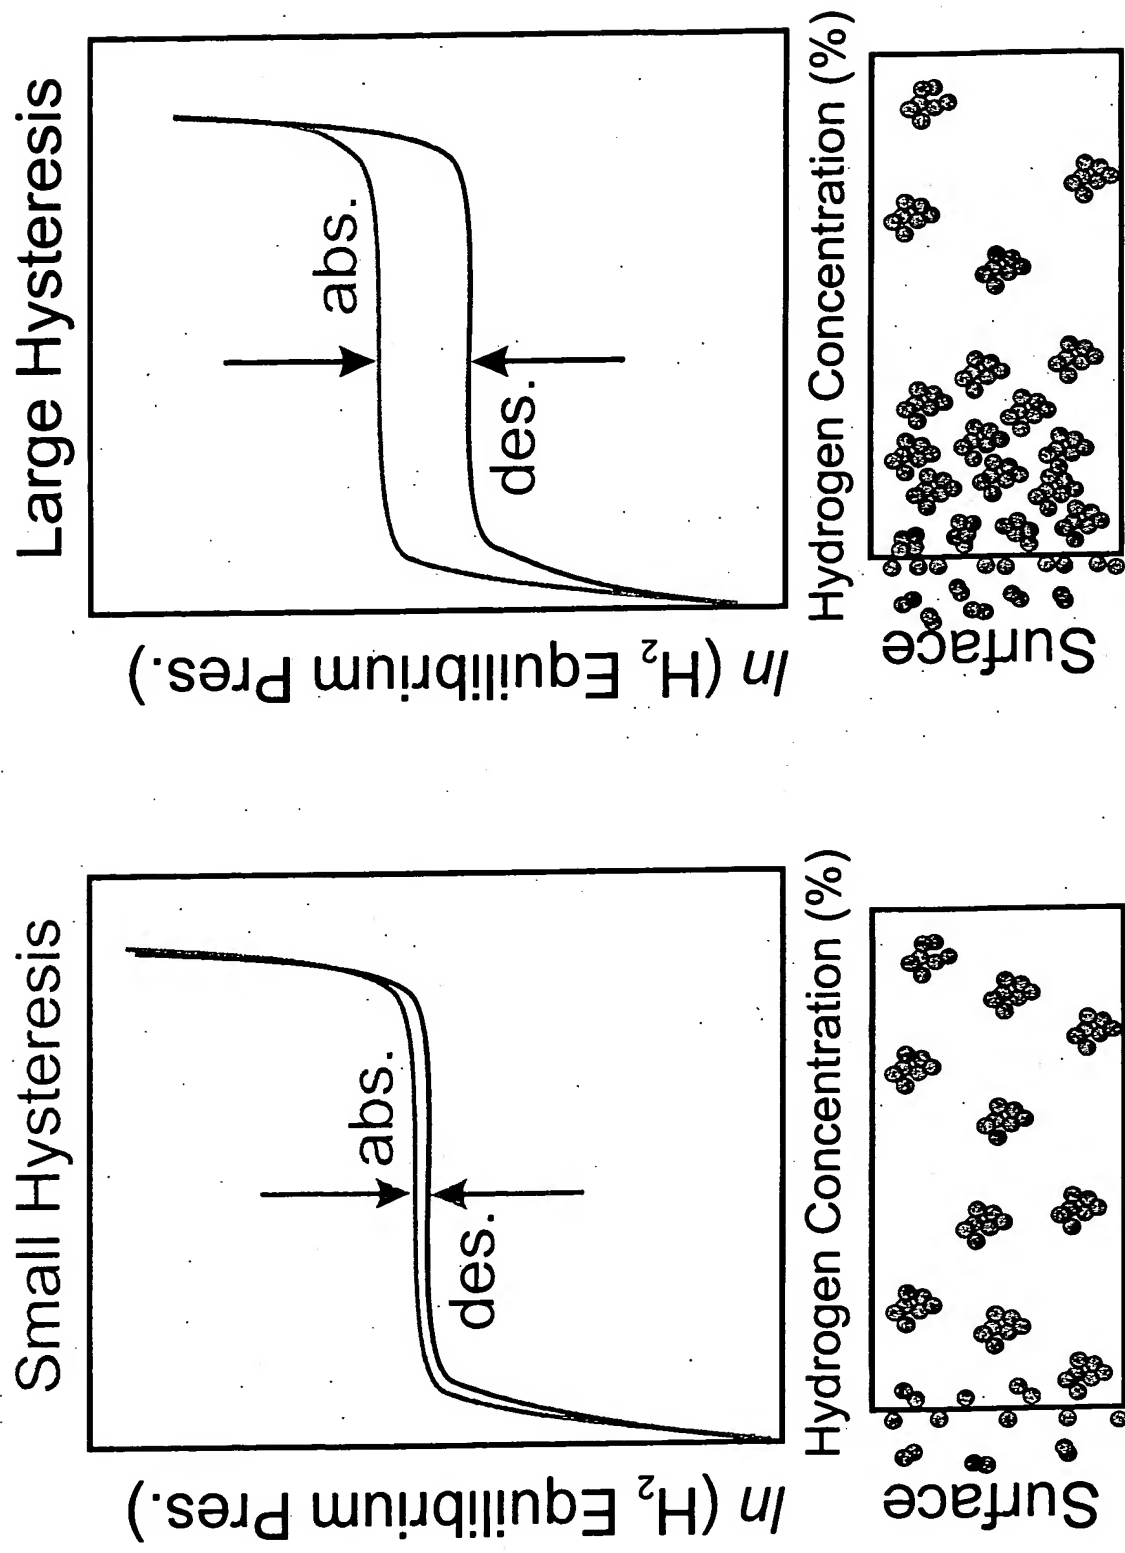 Small Hysteresis
ln (H₂ Equilibrium Pres.)
abs.
des.
Hydrogen Concentration (%)
Surface
Large Hysteresis
ln (H₂ Equilibrium Pres.)
abs.
des.
Hydrogen Concentration (%)
Surface